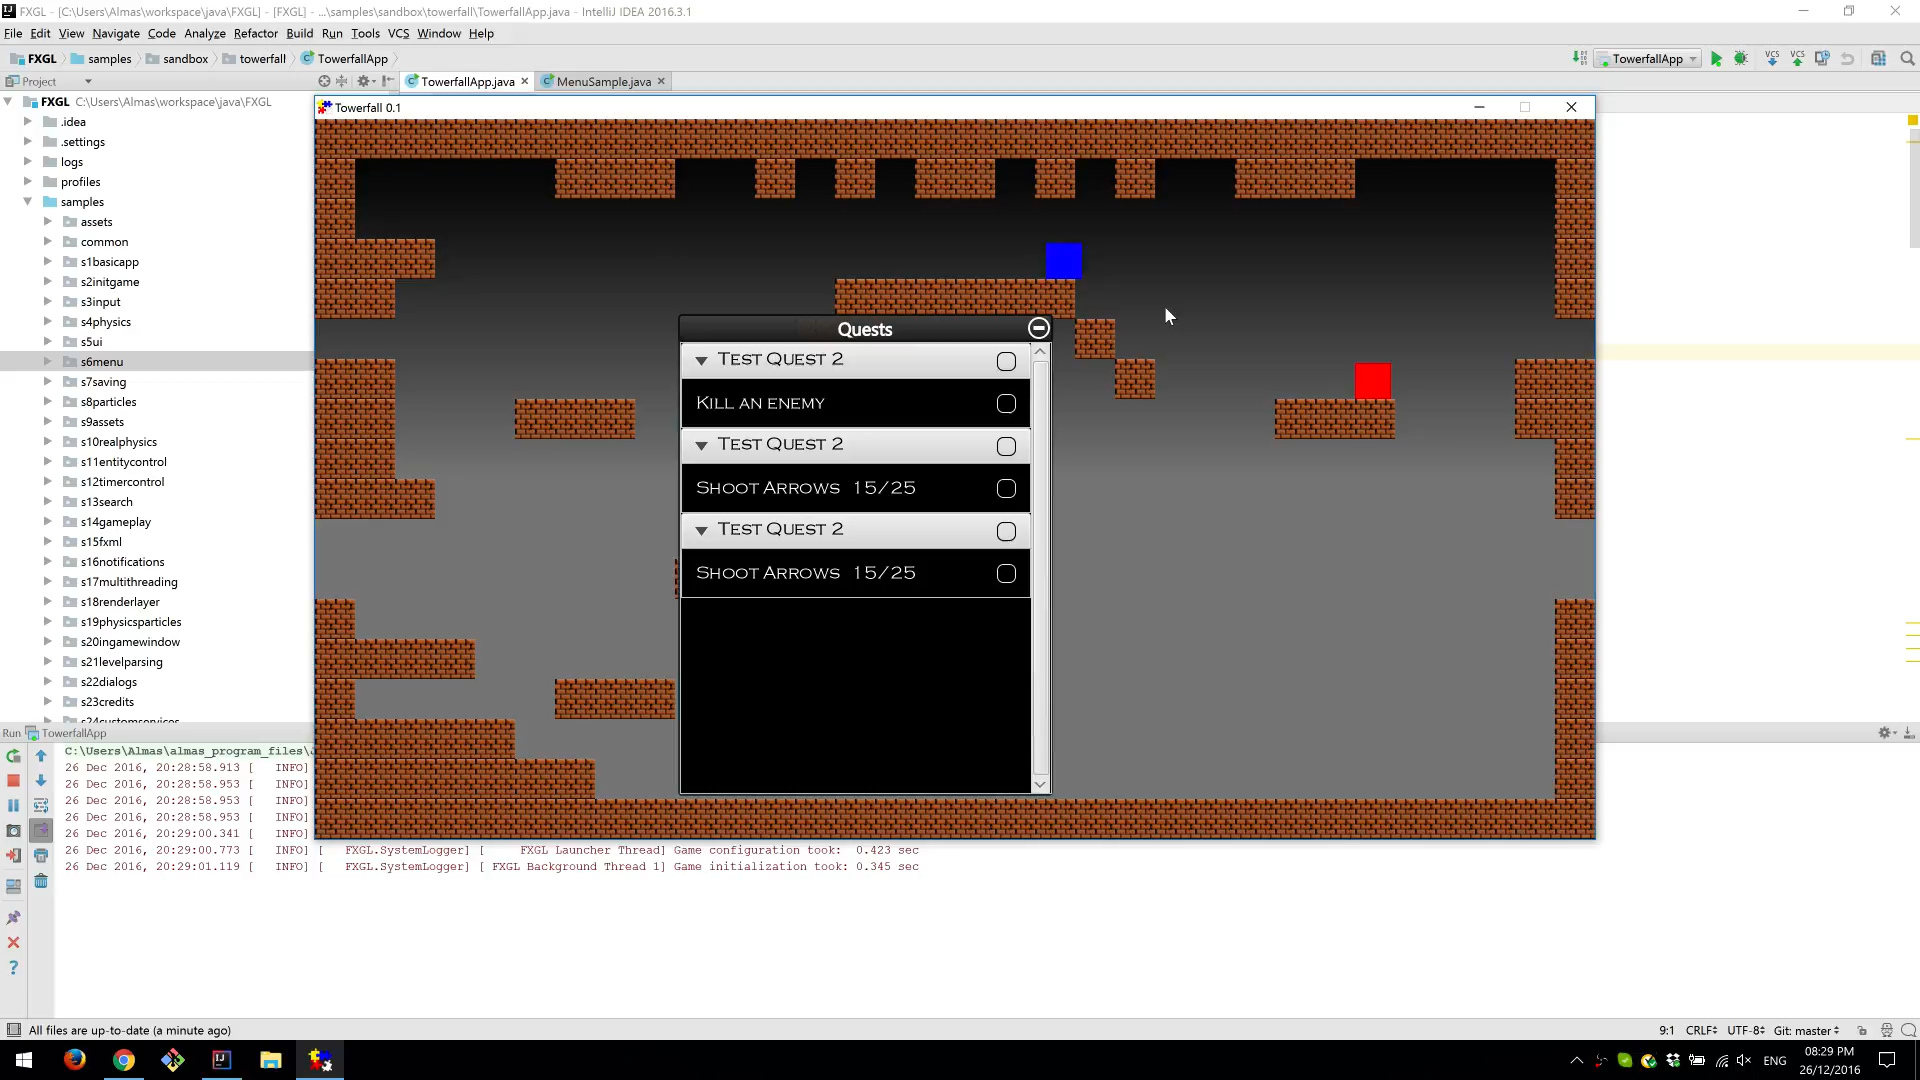 FXGL - [C:\Users\Almas\workspace\java\FXGL] - [FXGL] - ...\samples\sandbox\towerfall\TowerfallApp.java - IntelliJ IDEA 2016.3.1
File Edit View Navigate Code Analyze Refactor Build Run Tools VCS Window Help
FXGL samples sandbox towerfall TowerfallApp
TowerfallApp
VCS VCS
Project
TowerfallApp.java MenuSample.java
FXGL C:\Users\Almas\workspace\java\FXGL
.idea
.settings
logs
profiles
samples
assets
common
s1basicapp
s2initgame
s3input
s4physics
s5ui
s6menu
s7saving
s8particles
s9assets
s10realphysics
s11entitycontrol
s12timercontrol
s13search
s14gameplay
s15fxml
s16notifications
s17multithreading
s18renderlayer
s19physicsparticles
s20ingamewindow
s21levelparsing
s22dialogs
s23credits
s24customservices
Towerfall 0.1
Quests
Test Quest 2
Kill an enemy
Test Quest 2
Shoot Arrows 15/25
Test Quest 2
Shoot Arrows 15/25
Run TowerfallApp
C:\Users\Almas\almas_program_files\
26 Dec 2016, 20:28:58.913 [ INFO]
26 Dec 2016, 20:28:58.953 [ INFO]
26 Dec 2016, 20:28:58.953 [ INFO]
26 Dec 2016, 20:28:58.953 [ INFO]
26 Dec 2016, 20:29:00.341 [ INFO]
26 Dec 2016, 20:29:00.773 [ INFO] [ FXGL.SystemLogger] [ FXGL Launcher Thread] Game configuration took: 0.423 sec
26 Dec 2016, 20:29:01.119 [ INFO] [ FXGL.SystemLogger] [ FXGL Background Thread 1] Game initialization took: 0.345 sec
All files are up-to-date (a minute ago)
9:1 CRLF UTF-8 Git: master
ENG
08:29 PM
26/12/2016